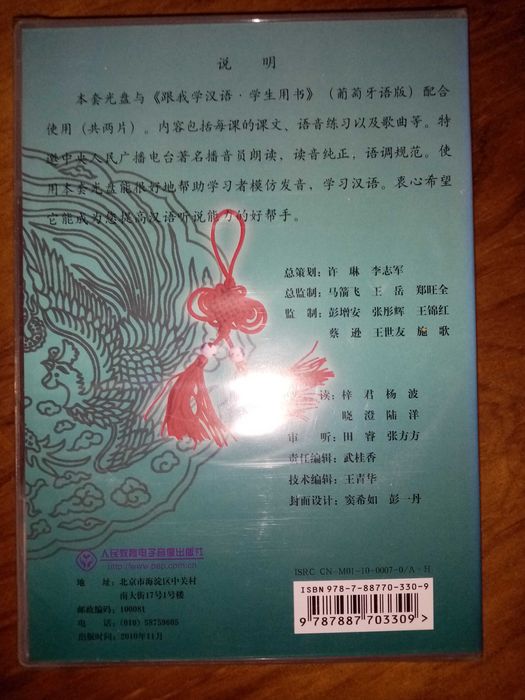 说 明
本套光盘与《跟我学汉语·学生用书》(葡萄牙语版)配合
使用(共两片)。内容包括每课的课文、语音练习以及歌曲等。特
邀中央人民广播电台著名播音员朗读,读音纯正,语调规范。使
用本套光盘能很好地帮助学习者模仿发音、学习汉语。衷心希望
它能成为您提高汉语听说能力的好帮手。
总策划:许 琳 李志军
总监制:马箭飞 王 岳 郑旺全
监 制:彭增安 张彤辉 王锦红
蔡 逊 王世友 施 歌
读:梓 君 杨 波
晓 澄 陆 洋
审 听:田 睿 张方方
责任编辑:武桂香
技术编辑:王青华
封面设计:窦希如 彭一丹
人民教育电子音像出版社
http://www.pep.com.cn
地 址:北京市海淀区中关村
南大街17号1号楼
邮政编码:100081
电 话:(010) 58759605
出版时间:2010年11月
ISRC CN-M01-10-0007-0/A·H
ISBN 978-7-88770-330-9
9 787887 703309 >